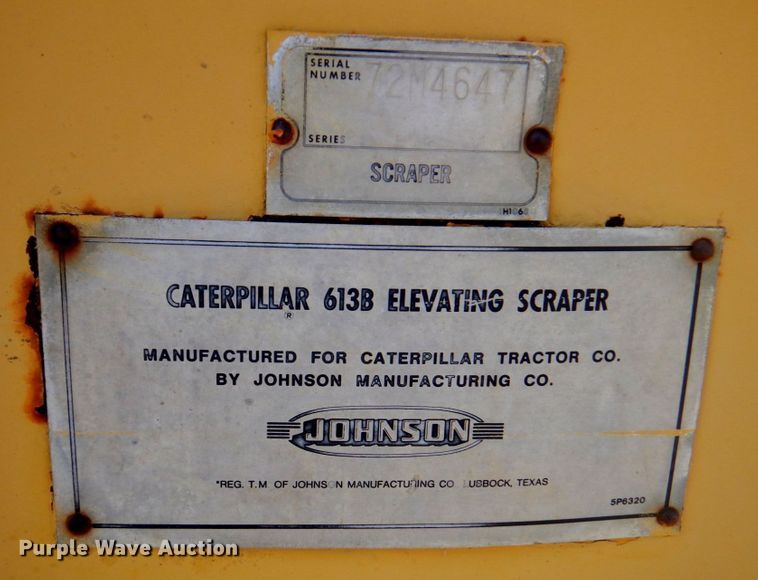 SERIAL
NUMBER 72M4647
SERIES
SCRAPER
CATERPILLAR 613B ELEVATING SCRAPER
®
MANUFACTURED FOR CATERPILLAR TRACTOR CO.
BY JOHNSON MANUFACTURING CO.
JOHNSON
*REG. T.M. OF JOHNSON MANUFACTURING CO LUBBOCK, TEXAS
5P6320
Purple Wave Auction